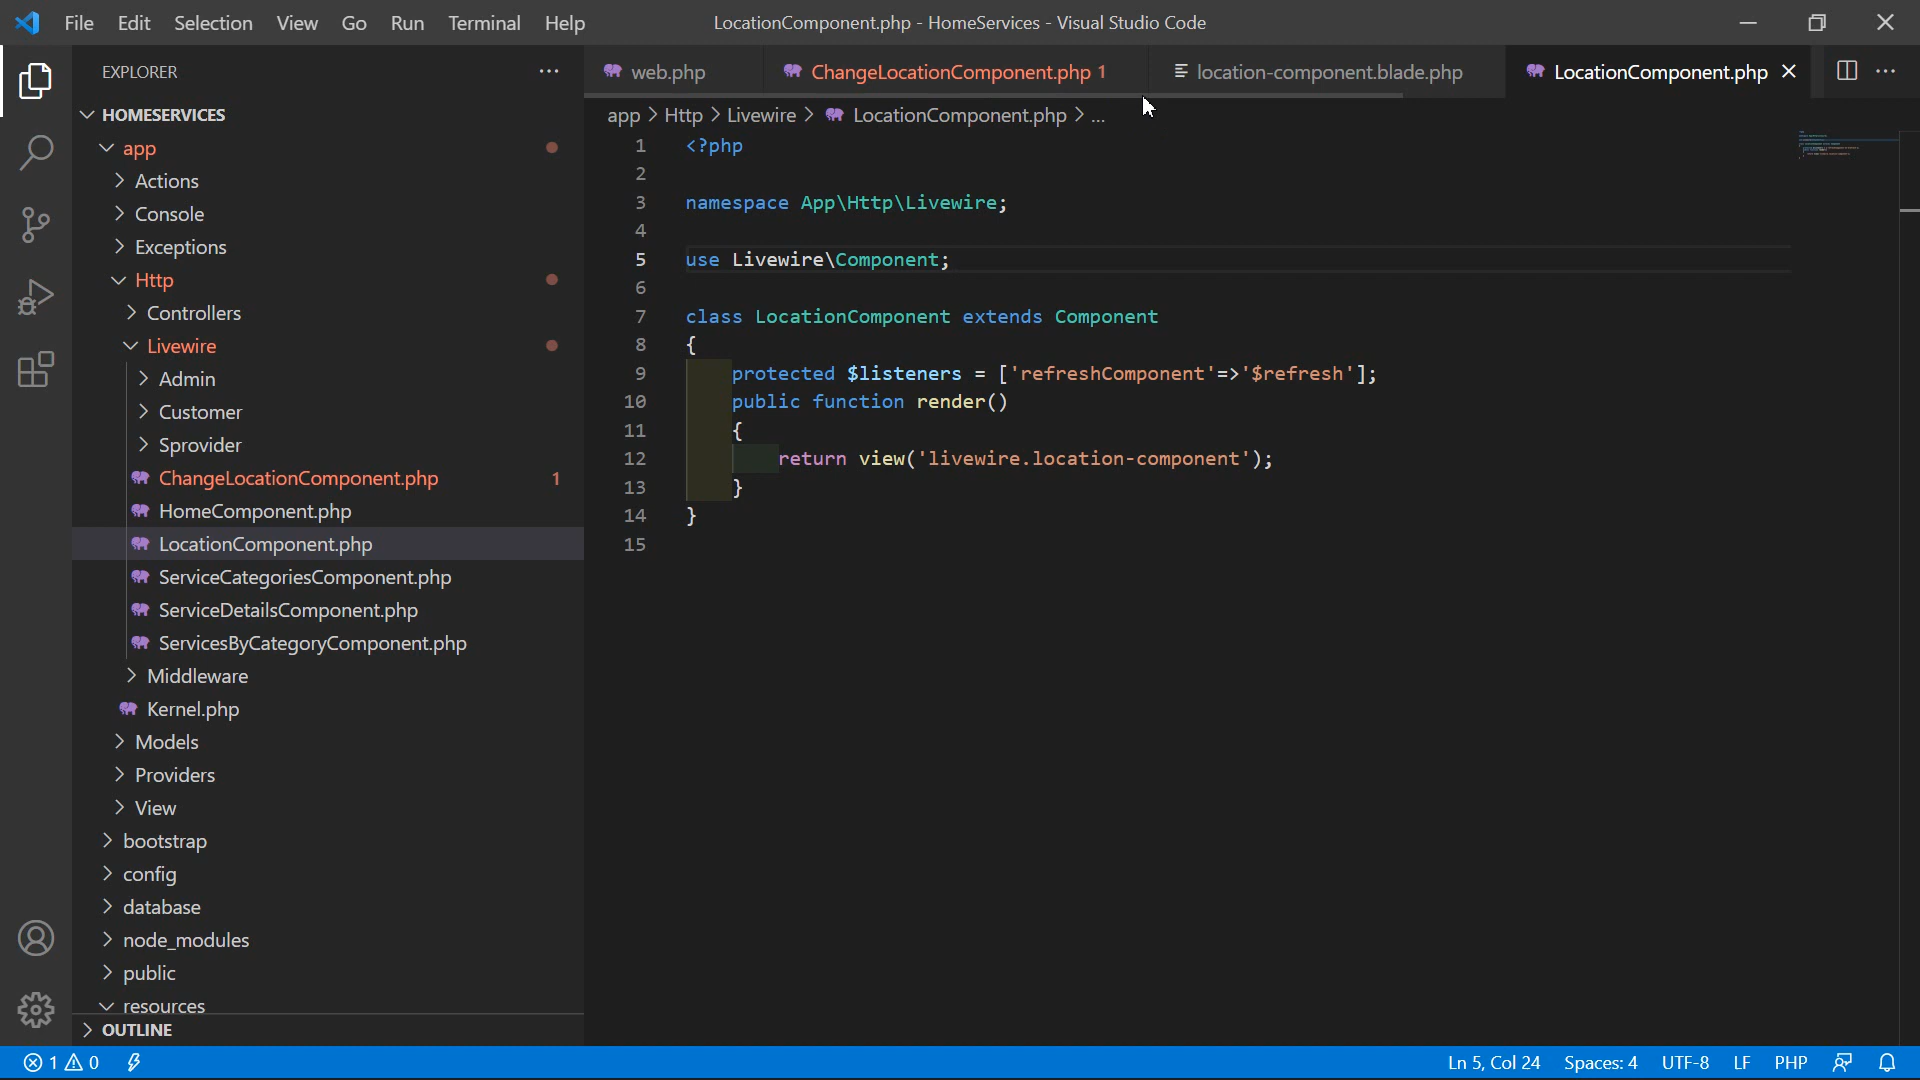 File Edit Selection View Go Run Terminal Help
LocationComponent.php - HomeServices - Visual Studio Code
EXPLORER
HOMESERVICES
app
Actions
Console
Exceptions
Http
Controllers
Livewire
Admin
Customer
Sprovider
ChangeLocationComponent.php 1
HomeComponent.php
LocationComponent.php
ServiceCategoriesComponent.php
ServiceDetailsComponent.php
ServicesByCategoryComponent.php
Middleware
Kernel.php
Models
Providers
View
bootstrap
config
database
node_modules
public
resources
OUTLINE
web.php
ChangeLocationComponent.php 1
location-component.blade.php
LocationComponent.php
app > Http > Livewire > LocationComponent.php > ...
1 <?php
2
3 namespace App\Http\Livewire;
4
5 use Livewire\Component;
6
7 class LocationComponent extends Component
8 {
9 protected $listeners = ['refreshComponent'=>'$refresh'];
10 public function render()
11 {
12 return view('livewire.location-component');
13 }
14 }
15
1 0
Ln 5, Col 24 Spaces: 4 UTF-8 LF PHP